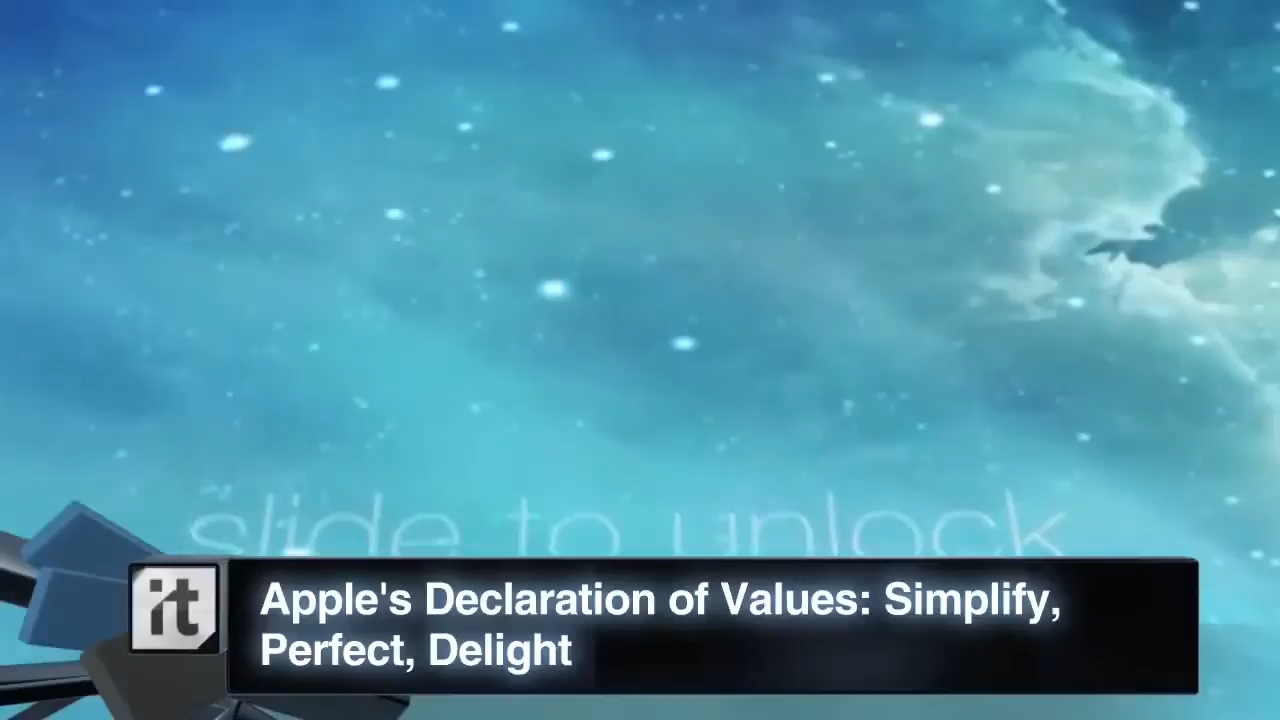 slide to unlock
it
Apple's Declaration of Values: Simplify,
Perfect, Delight